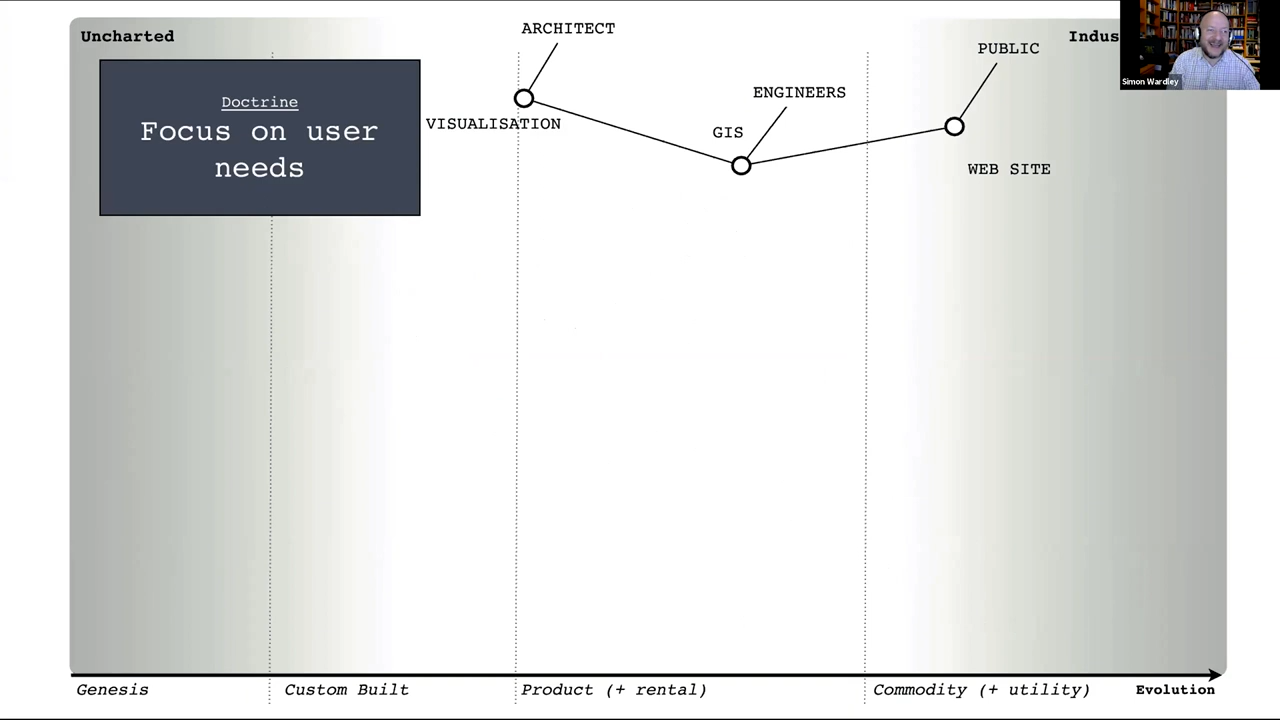 Uncharted
ARCHITECT
Indus
PUBLIC
Simon Wardley
Doctrine
Focus on user
needs
ENGINEERS
VISUALISATION
GIS
WEB SITE
Genesis
Custom Built
Product (+ rental)
Commodity (+ utility)
Evolution